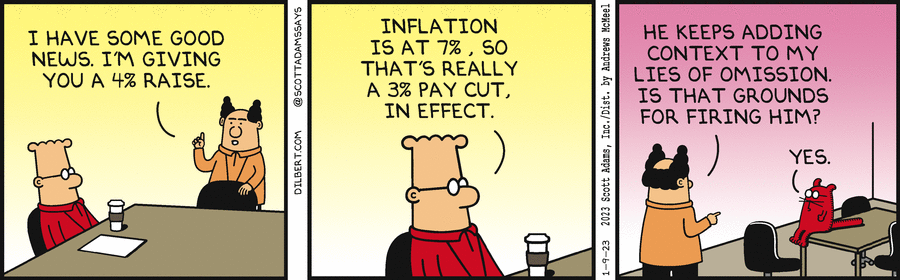 I HAVE SOME GOOD
NEWS. I'M GIVING
YOU A 4% RAISE.
DILBERT.COM @SCOTTADAMSSAYS
INFLATION
IS AT 7% , SO
THAT'S REALLY
A 3% PAY CUT,
IN EFFECT.
1-9-23 2023 Scott Adams, Inc./Dist. by Andrews McMeel
HE KEEPS ADDING
CONTEXT TO MY
LIES OF OMISSION.
IS THAT GROUNDS
FOR FIRING HIM?
YES.